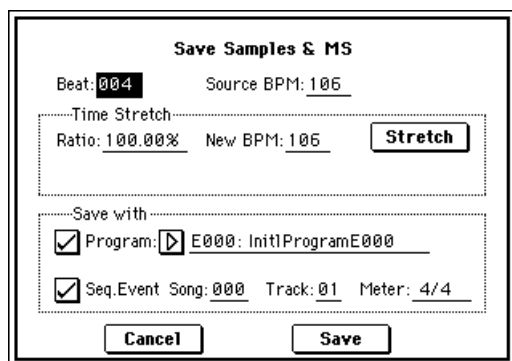 Save Samples & MS
Beat: 004 Source BPM: 106
Time Stretch
Ratio: 100.00% New BPM: 106 Stretch
Save with
Program: E000: Init1ProgramE000
Seq.Event Song: 000 Track: 01 Meter: 4/4
Cancel Save